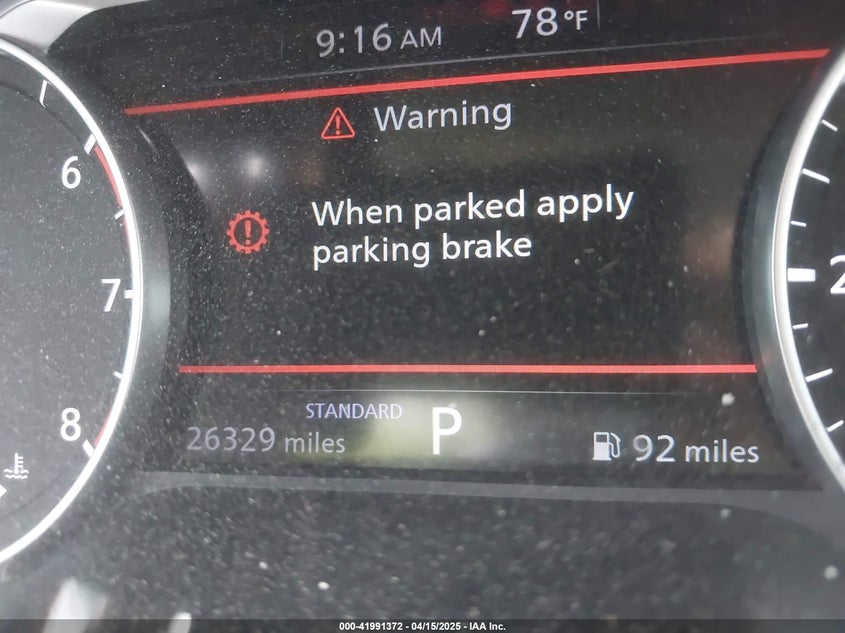 9:16 AM 78 °F
Warning
When parked apply
parking brake
6
7
8
2
STANDARD
P
26329 miles
92 miles
000-41991372 - 04/15/2025 - IAA Inc.